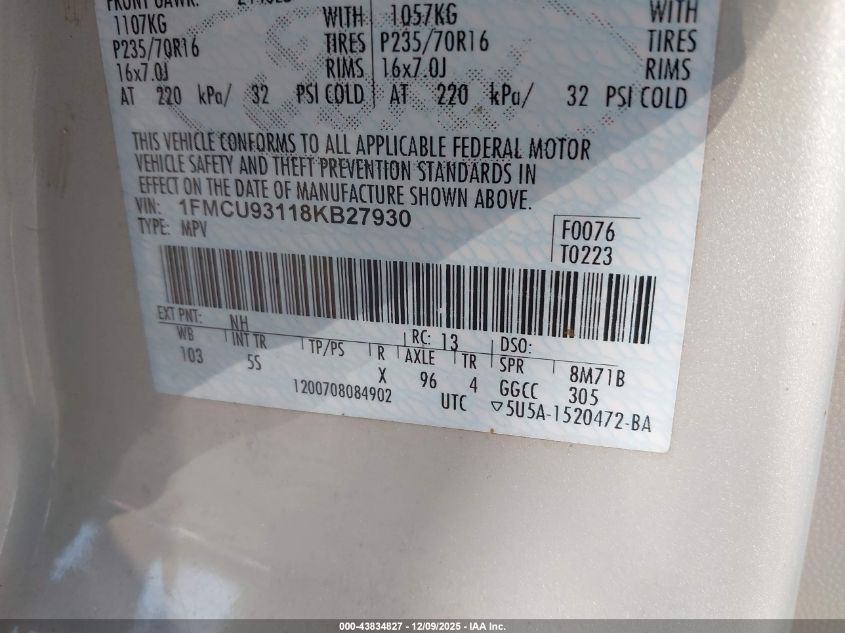 1107KG WITH 1057KG WITH
P235/70R16 TIRES P235/70R16 TIRES
16x7.0J RIMS 16x7.0J RIMS
AT 220 kPa/ 32 PSI COLD AT 220 kPa/ 32 PSI COLD
THIS VEHICLE CONFORMS TO ALL APPLICABLE FEDERAL MOTOR
VEHICLE SAFETY AND THEFT PREVENTION STANDARDS IN
EFFECT ON THE DATE OF MANUFACTURE SHOWN ABOVE.
VIN: 1FMCU93118KB27930
TYPE: MPV
F0076
T0223
EXT PNT: NH RC: 13 DSO:
WB INT TR TP/PS R AXLE TR SPR
103 5S X 96 4 GGCC 8M71B
305
1200708084902 UTC ▽5U5A-1520472-BA
000-43834827 - 12/09/2025 - IAA Inc.